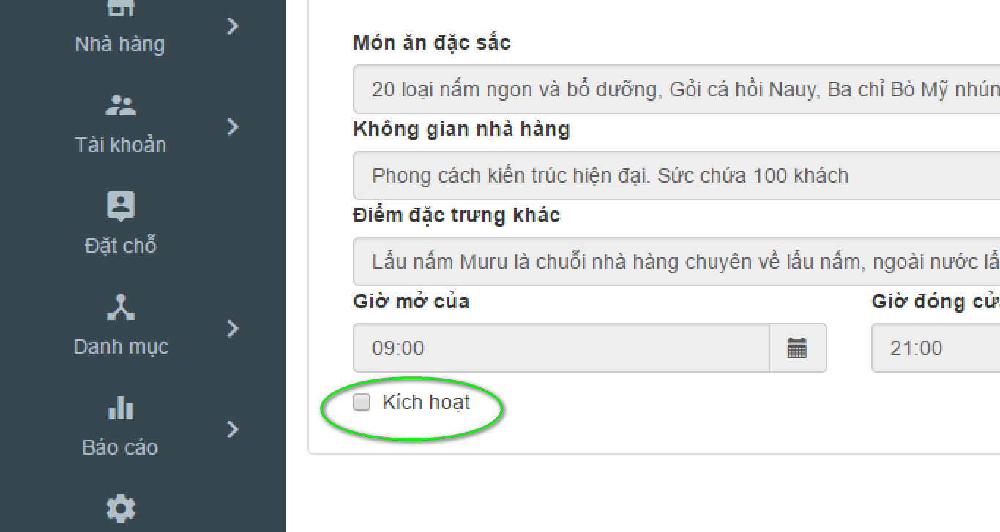 Nhà hàng
Tài khoản
Đặt chỗ
Danh mục
Báo cáo
Món ăn đặc sắc
20 loại nấm ngon và bổ dưỡng, Gỏi cá hồi Nauy, Ba chỉ Bò Mỹ nhún
Không gian nhà hàng
Phong cách kiến trúc hiện đại. Sức chứa 100 khách
Điểm đặc trưng khác
Lẩu nấm Muru là chuỗi nhà hàng chuyên về lẩu nấm, ngoài nước lẩ
Giờ mở của
Giờ đóng cử
09:00
21:00
Kích hoạt